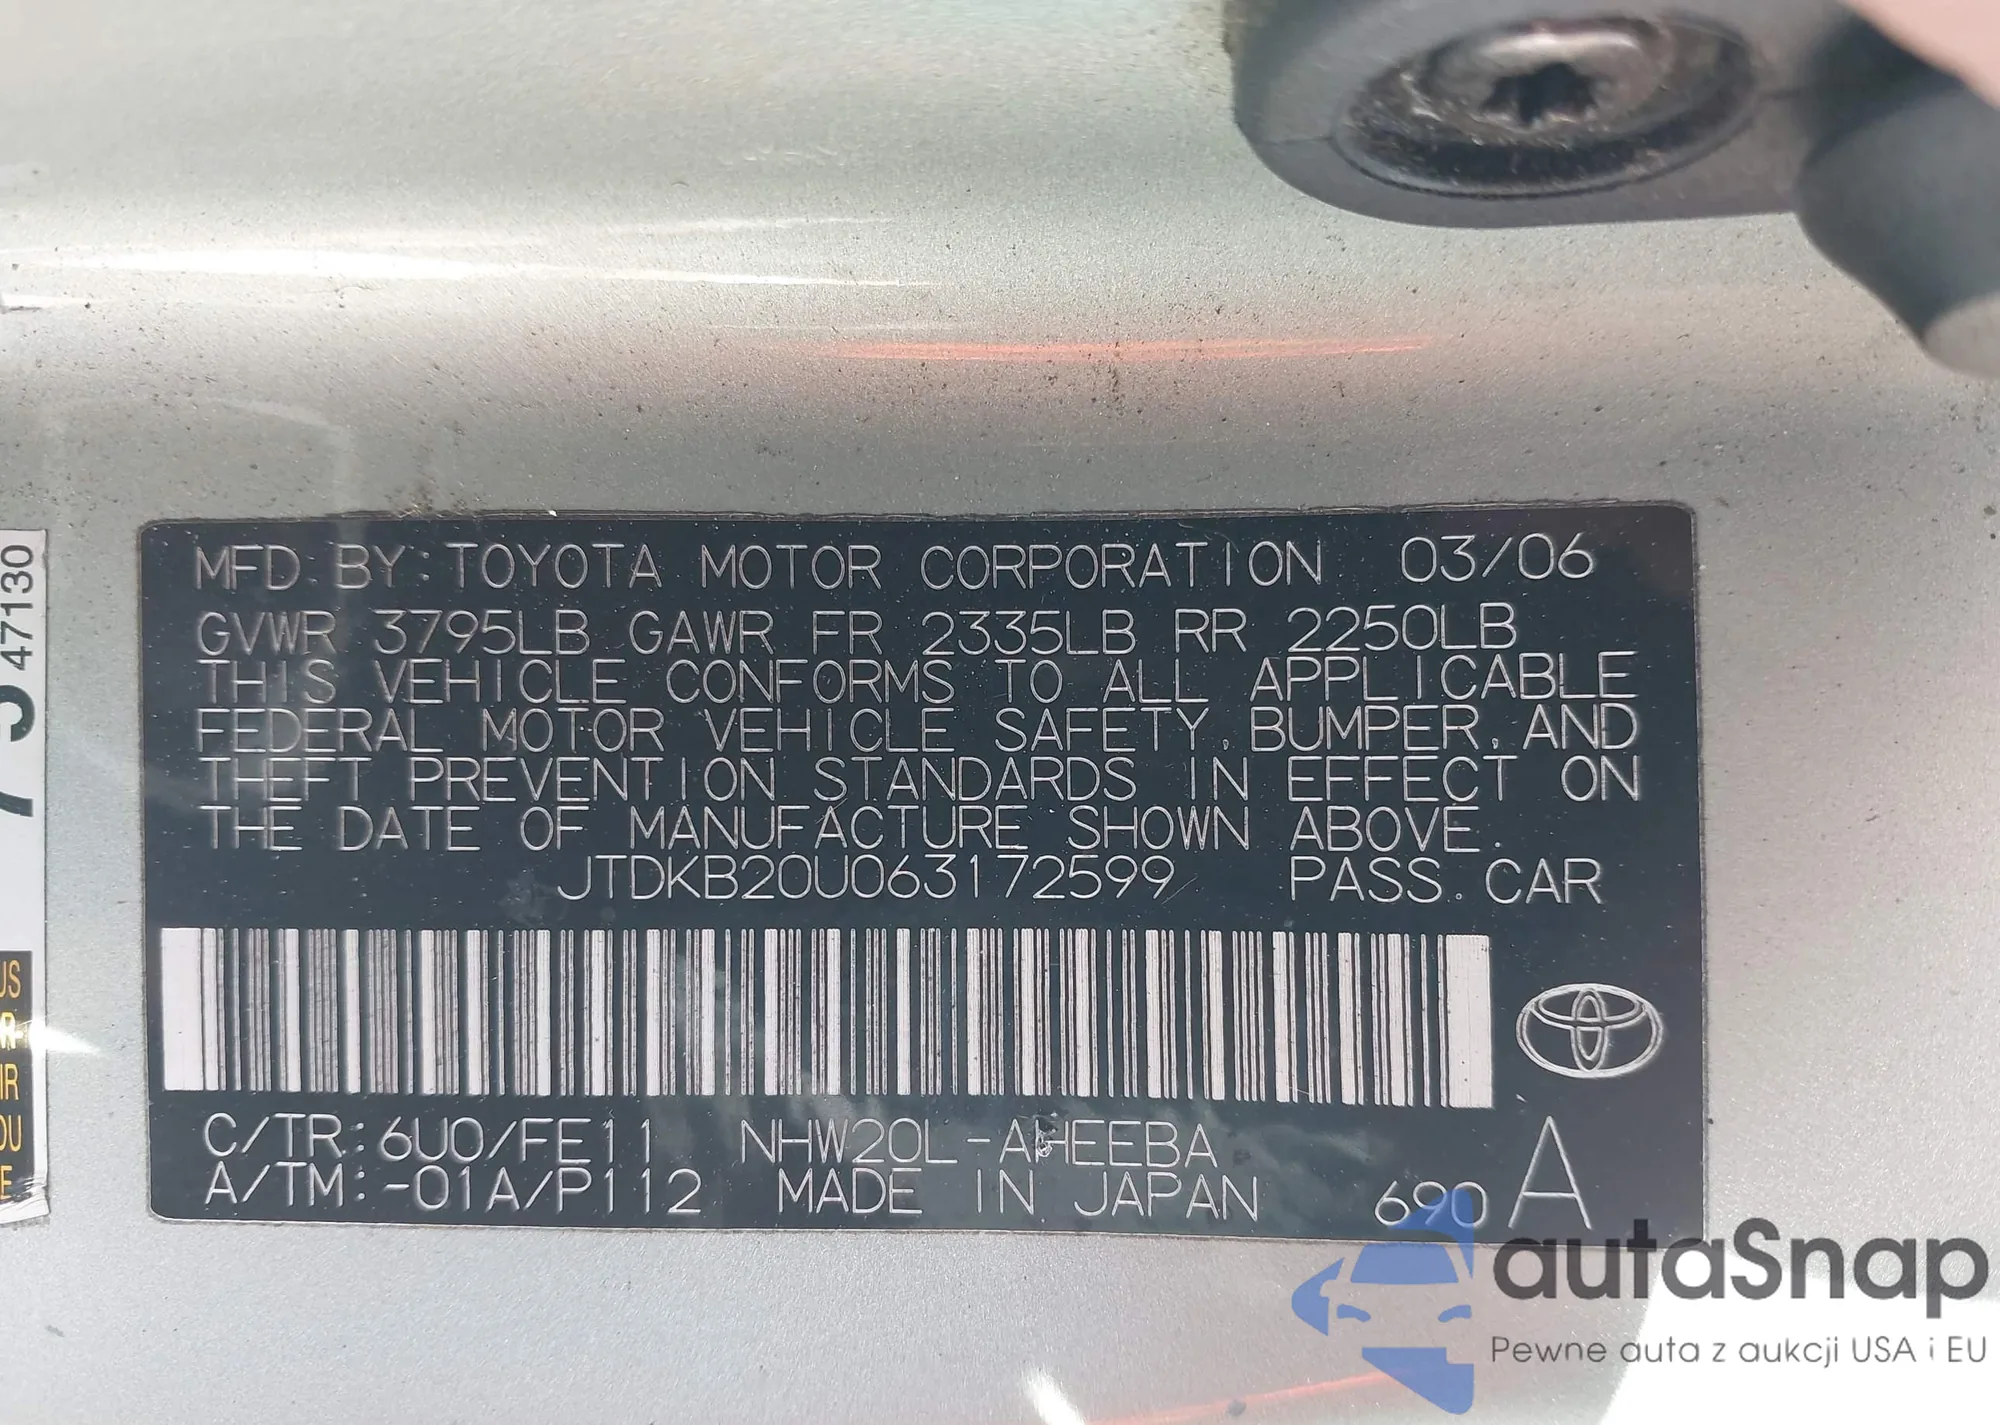 MFD. BY: TOYOTA MOTOR CORPORATION 03/06
GVWR 3795LB GAWR FR 2335LB RR 2250LB
THIS VEHICLE CONFORMS TO ALL APPLICABLE
FEDERAL MOTOR VEHICLE SAFETY, BUMPER, AND
THEFT PREVENTION STANDARDS IN EFFECT ON
THE DATE OF MANUFACTURE SHOWN ABOVE.
JTDKB20U063172599 PASS. CAR
C/TR: 6U0/FE11 NHW20L-AHEEBA
A/TM: -01A/P112 MADE IN JAPAN 690 A
47130
autaSnap
Pewne auta z aukcji USA i EU